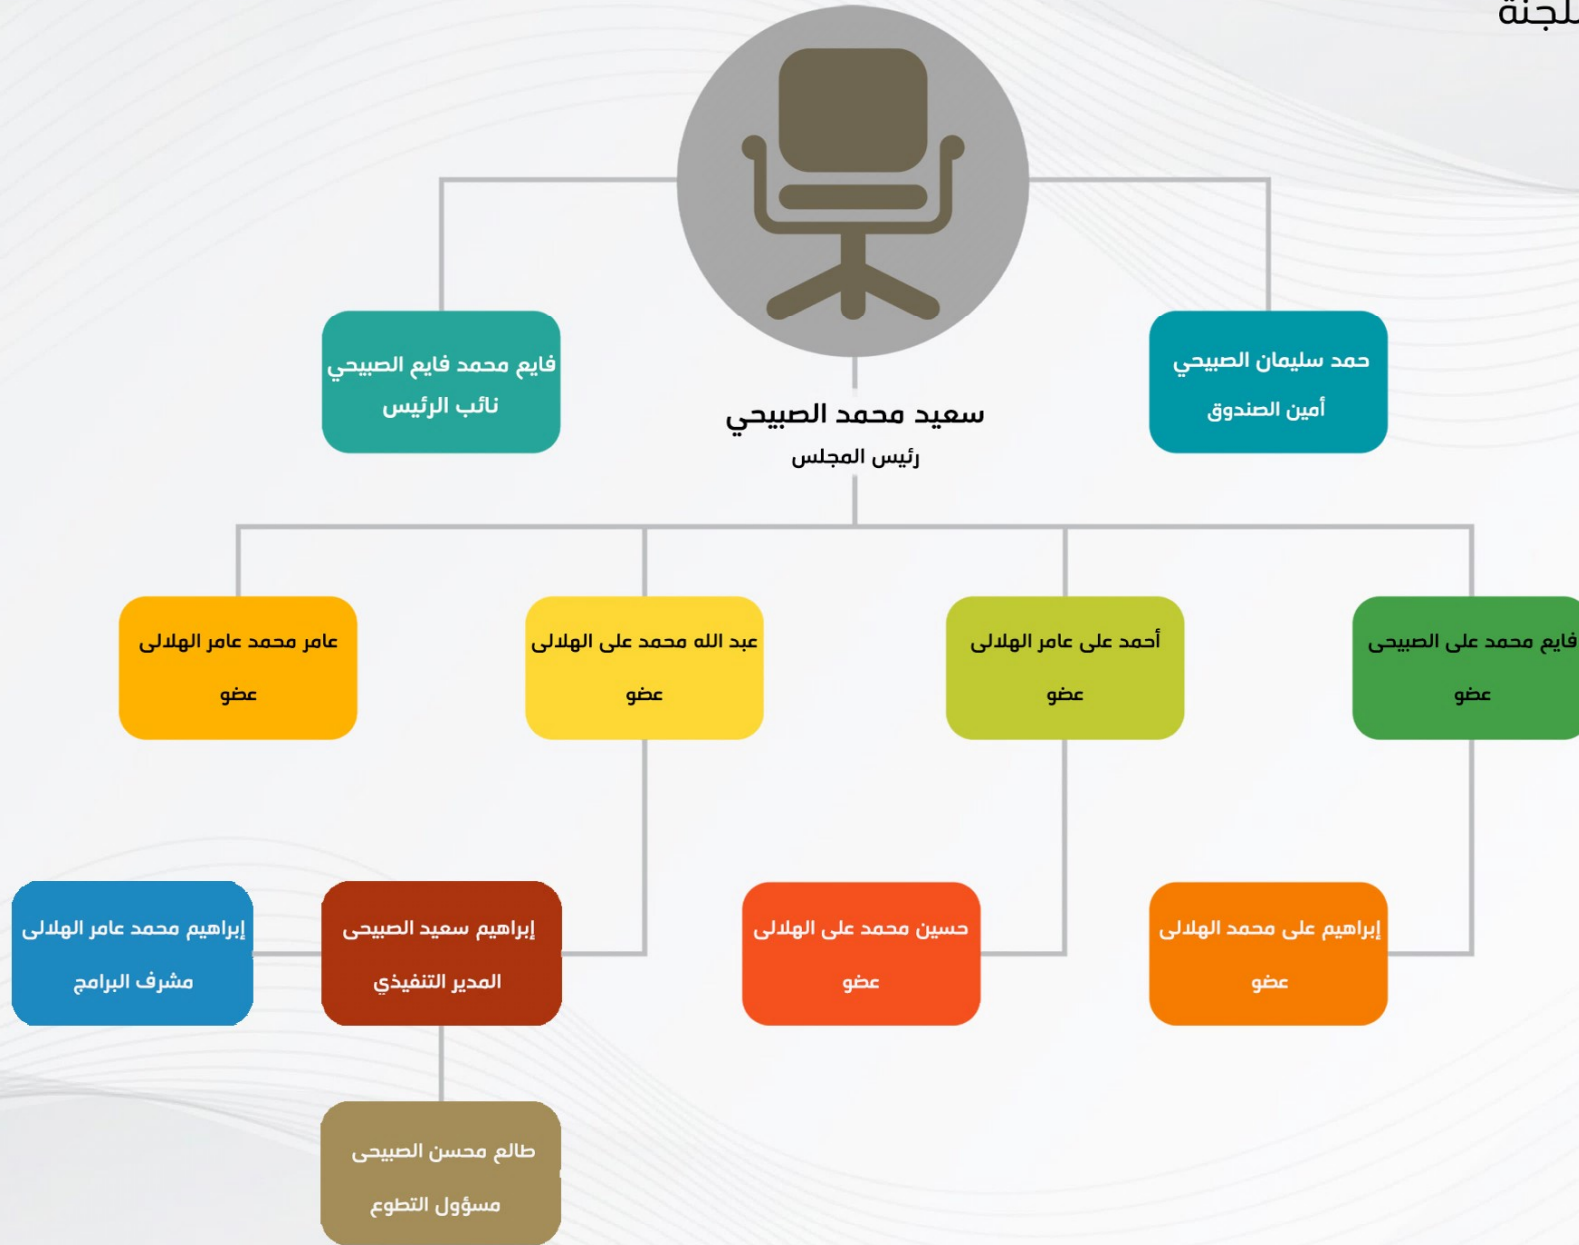 للجنة
حمد سليمان الصبيحي
أمين الصندوق
سعيد محمد الصبيحي
رئيس المجلس
فايع محمد فايع الصبيحي
نائب الرئيس
فايع محمد على الصبيحى
عضو
أحمد على عامر الهلالى
عضو
عبد الله محمد على الهلالى
عضو
عامر محمد عامر الهلالى
عضو
إبراهيم على محمد الهلالى
عضو
حسين محمد على الهلالى
عضو
إبراهيم سعيد الصبيحى
المدير التنفيذي
إبراهيم محمد عامر الهلالى
مشرف البرامج
طالع محسن الصبيحى
مسؤول التطوع